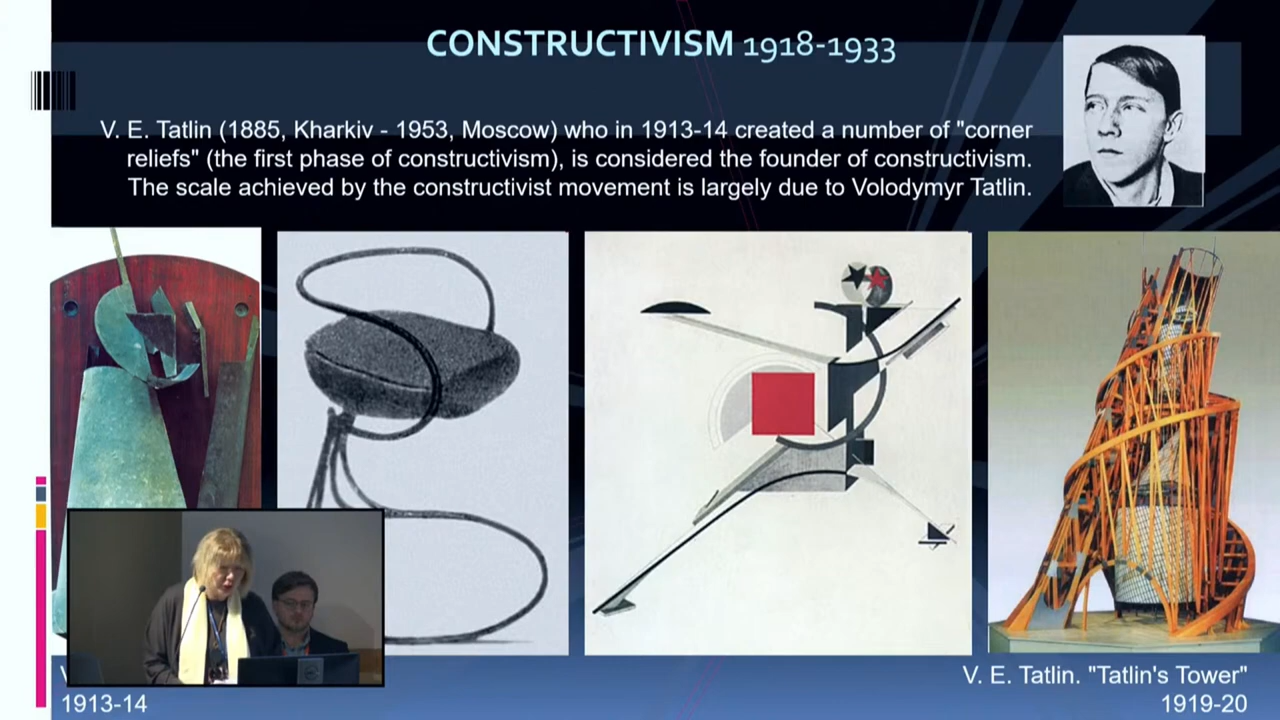 CONSTRUCTIVISM 1918-1933
V. E. Tatlin (1885, Kharkiv - 1953, Moscow) who in 1913-14 created a number of "corner
reliefs" (the first phase of constructivism), is considered the founder of constructivism.
The scale achieved by the constructivist movement is largely due to Volodymyr Tatlin.
V. E. Tatlin. "Tatlin's Tower"
1913-14
1919-20